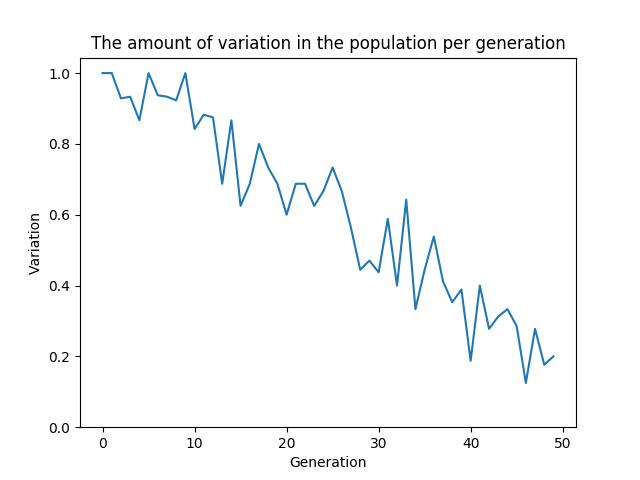 The amount of variation in the population per generation
1.0
0.8
0.6
0.4
0.2
0.0
Variation
0 10 20 30 40 50
Generation